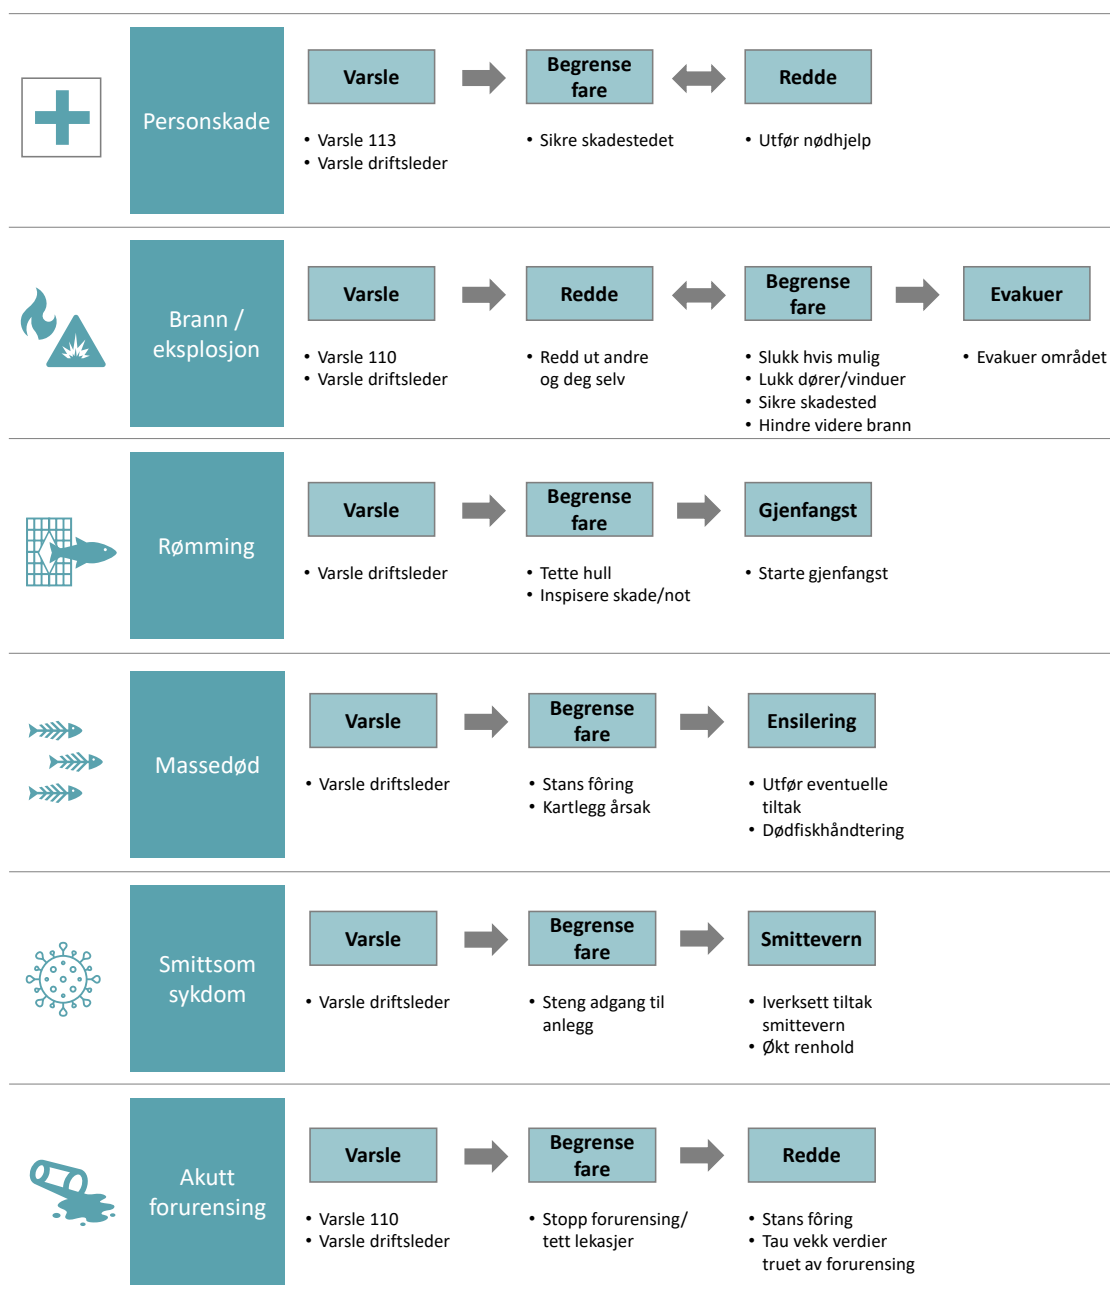 Personskade
Varsle
• Varsle 113
• Varsle driftsleder
Begrense
fare
• Sikre skadestedet
Redde
• Utfør nødhjelp
Brann /
eksplosjon
Varsle
• Varsle 110
• Varsle driftsleder
Redde
• Redd ut andre
og deg selv
Begrense
fare
• Slukk hvis mulig
• Lukk dører/vinduer
• Sikre skadested
• Hindre videre brann
Evakuer
• Evakuer området
Rømming
Varsle
• Varsle driftsleder
Begrense
fare
• Tette hull
• Inspisere skade/not
Gjenfangst
• Starte gjenfangst
Massedød
Varsle
• Varsle driftsleder
Begrense
fare
• Stans fôring
• Kartlegg årsak
Ensilering
• Utfør eventuelle
tiltak
• Dødfiskhåndtering
Smittsom
sykdom
Varsle
• Varsle driftsleder
Begrense
fare
• Steng adgang til
anlegg
Smittevern
• Iverksett tiltak
smittevern
• Økt renhold
Akutt
forurensing
Varsle
• Varsle 110
• Varsle driftsleder
Begrense
fare
• Stopp forurensing/
tett lekasjer
Redde
• Stans fôring
• Tau vekk verdier
truet av forurensing